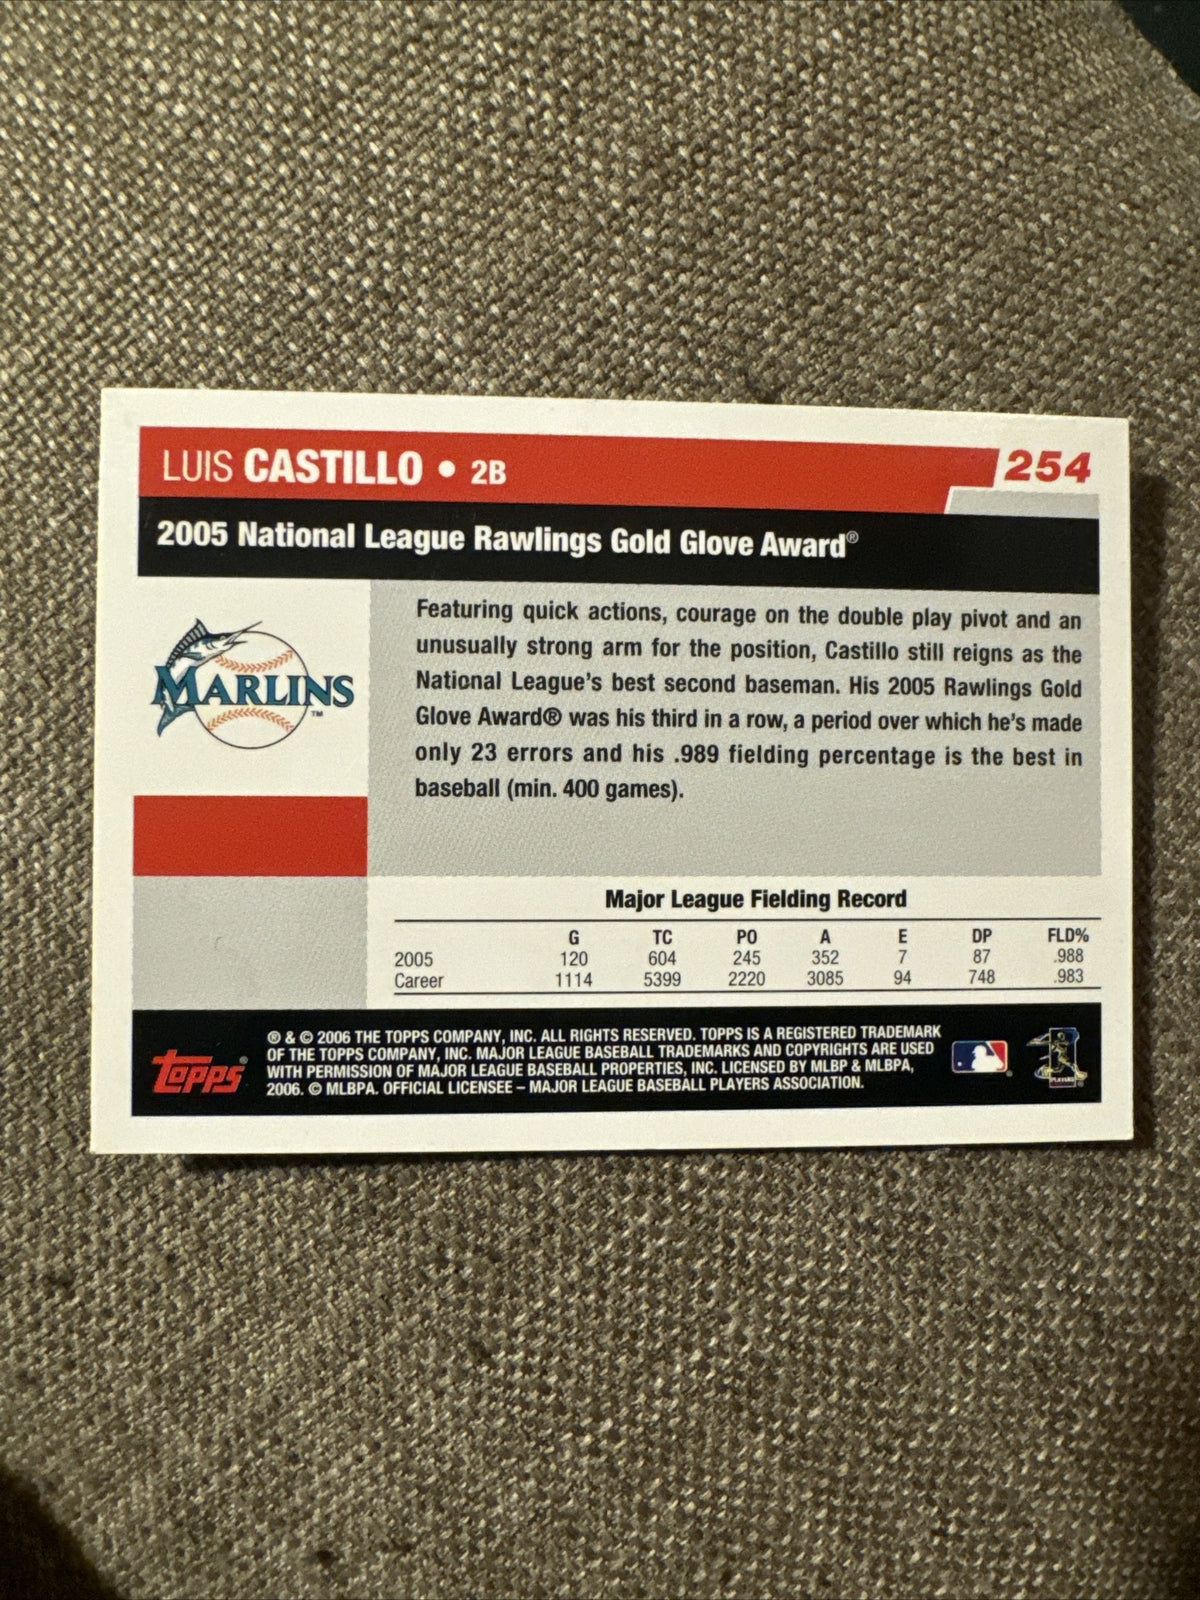 LUIS CASTILLO • 2B
254
2005 National League Rawlings Gold Glove Award®
MARLINS™
Featuring quick actions, courage on the double play pivot and an
unusually strong arm for the position, Castillo still reigns as the
National League's best second baseman. His 2005 Rawlings Gold
Glove Award® was his third in a row, a period over which he's made
only 23 errors and his .989 fielding percentage is the best in
baseball (min. 400 games).
Major League Fielding Record
G TC PO A E DP FLD%
2005 120 604 245 352 7 87 .988
Career 1114 5399 2220 3085 94 748 .983
Topps®
® & © 2006 THE TOPPS COMPANY, INC. ALL RIGHTS RESERVED. TOPPS IS A REGISTERED TRADEMARK
OF THE TOPPS COMPANY, INC. MAJOR LEAGUE BASEBALL TRADEMARKS AND COPYRIGHTS ARE USED
WITH PERMISSION OF MAJOR LEAGUE BASEBALL PROPERTIES, INC. LICENSED BY MLBP & MLBPA,
2006. © MLBPA. OFFICIAL LICENSEE – MAJOR LEAGUE BASEBALL PLAYERS ASSOCIATION.
PLAYERS